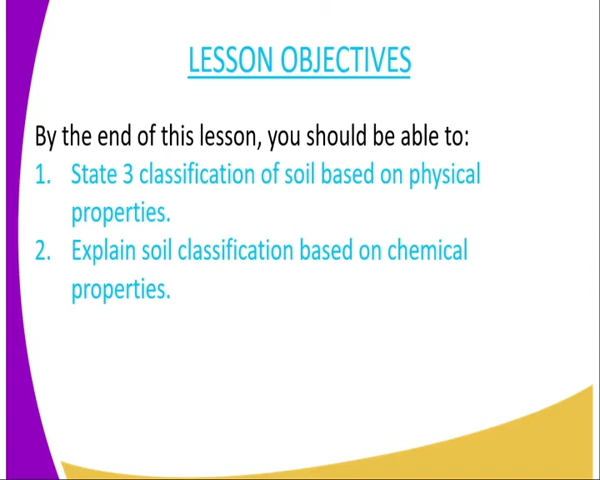 LESSON OBJECTIVES
By the end of this lesson, you should be able to:
1. State 3 classification of soil based on physical
properties.
2. Explain soil classification based on chemical
properties.